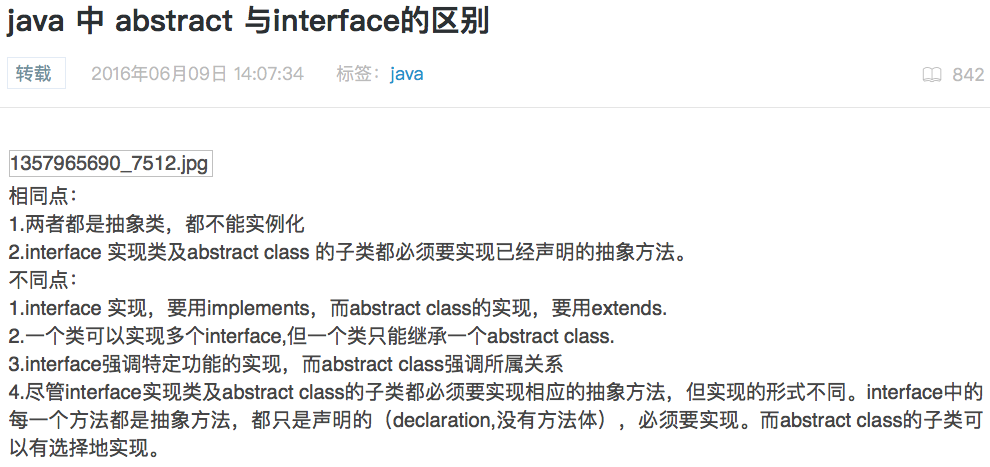 java 中 abstract 与interface的区别
转载 2016年06月09日 14:07:34 标签：java 842
1357965690_7512.jpg
相同点：
1.两者都是抽象类，都不能实例化
2.interface 实现类及abstract class 的子类都必须要实现已经声明的抽象方法。
不同点：
1.interface 实现，要用implements，而abstract class的实现，要用extends.
2.一个类可以实现多个interface,但一个类只能继承一个abstract class.
3.interface强调特定功能的实现，而abstract class强调所属关系
4.尽管interface实现类及abstract class的子类都必须要实现相应的抽象方法，但实现的形式不同。interface中的
每一个方法都是抽象方法，都只是声明的（declaration,没有方法体），必须要实现。而abstract class的子类可
以有选择地实现。